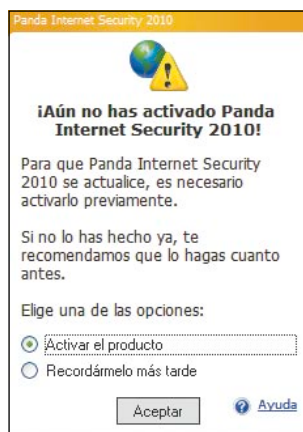 Panda Internet Security 2010
¡Aún no has activado Panda
Internet Security 2010!
Para que Panda Internet Security
2010 se actualice, es necesario
activarlo previamente.
Si no lo has hecho ya, te
recomendamos que lo hagas cuanto
antes.
Elige una de las opciones:
Activar el producto
Recordármelo más tarde
Aceptar
Ayuda